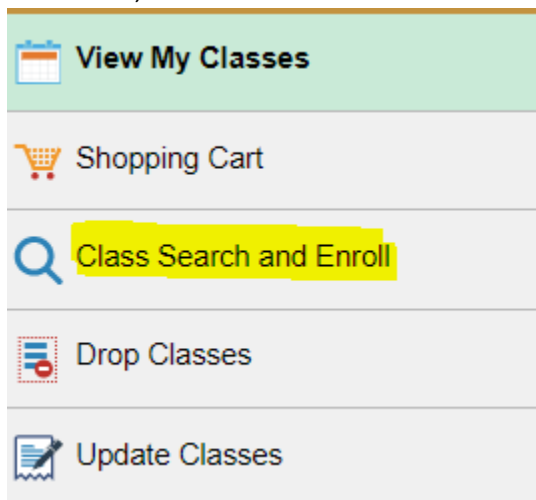 View My Classes
Shopping Cart
Class Search and Enroll
Drop Classes
Update Classes